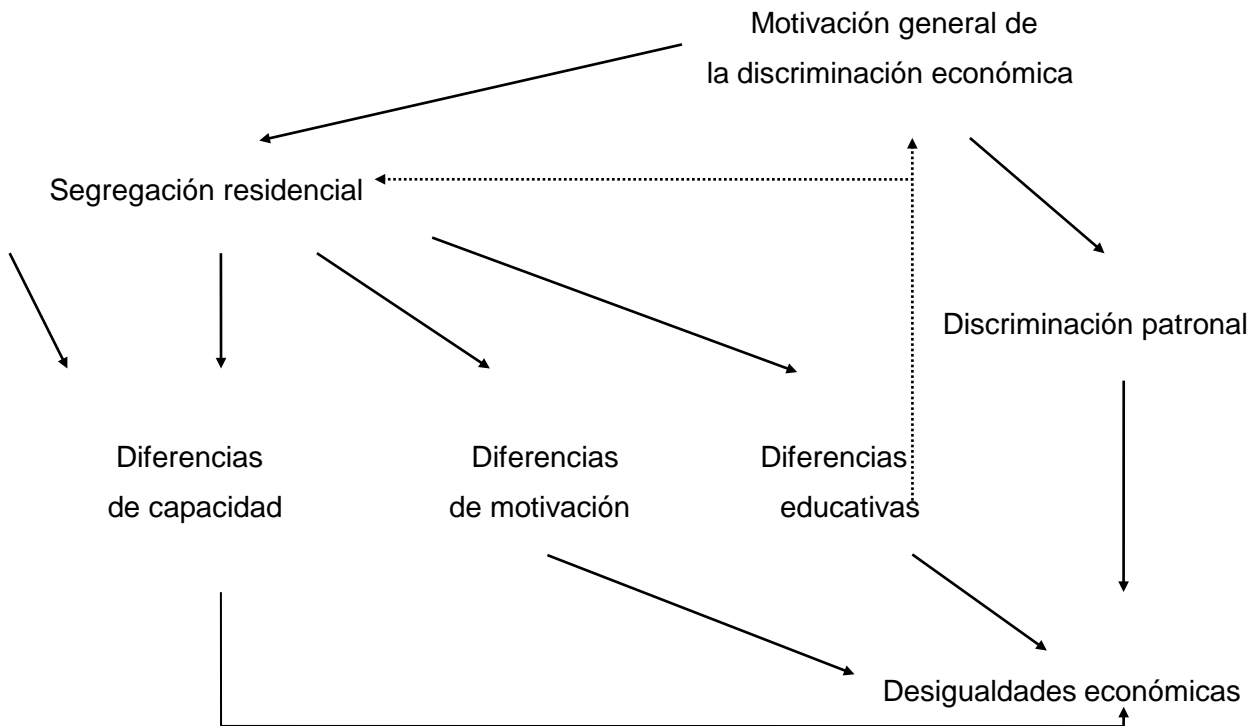 Motivación general de
la discriminación económica
Segregación residencial
Discriminación patronal
Diferencias
de capacidad
Diferencias
de motivación
Diferencias
educativas
Desigualdades económicas